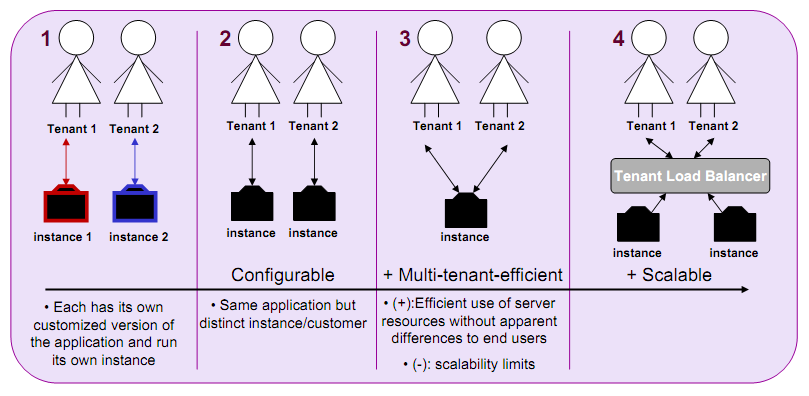 1
Tenant 1
Tenant 2
instance 1
instance 2
• Each has its own
customized version of
the application and run
its own instance
2
Tenant 1
Tenant 2
instance
instance
Configurable
• Same application but
distinct instance/customer
3
Tenant 1
Tenant 2
instance
+ Multi-tenant-efficient
• (+):Efficient use of server
resources without apparent
differences to end users
• (-): scalability limits
4
Tenant 1
Tenant 2
Tenant Load Balancer
instance
instance
+ Scalable